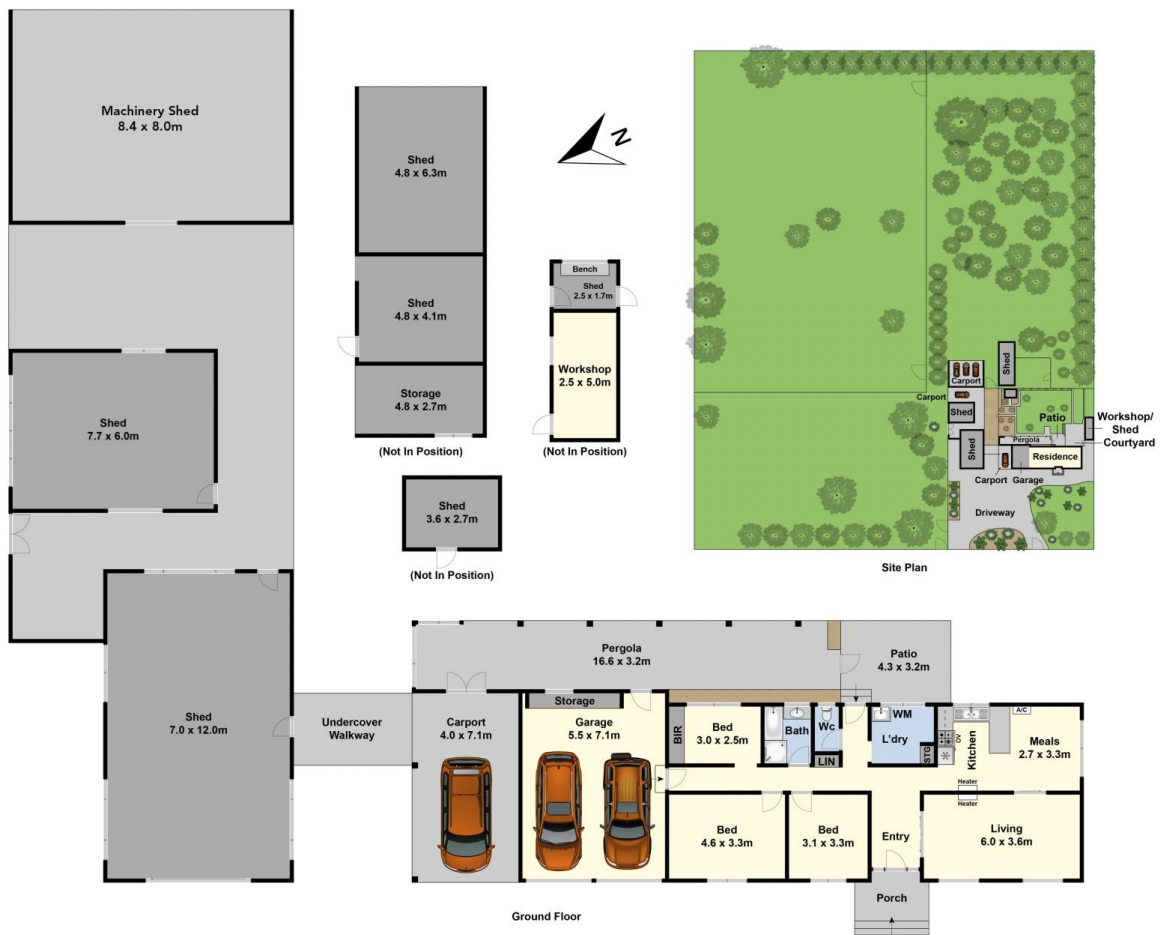 Machinery Shed
8.4 x 8.0m
Shed
4.8 x 6.3m
Shed
4.8 x 4.1m
Storage
4.8 x 2.7m
(Not In Position)
N
Bench
Shed
2.5 x 1.7m
Workshop
2.5 x 5.0m
(Not In Position)
Shed
3.6 x 2.7m
(Not In Position)
Shed
7.7 x 6.0m
Shed
7.0 x 12.0m
Undercover
Walkway
Carport
Shed
Carport
Shed
Patio
Workshop/
Shed
Courtyard
Pergola
Shed
Residence
Carport
Garage
Driveway
Site Plan
Pergola
16.6 x 3.2m
Patio
4.3 x 3.2m
Carport
4.0 x 7.1m
Storage
Garage
5.5 x 7.1m
BIR
Bed
3.0 x 2.5m
Bath
Wc
LIN
WM
L'dry
STG
OV
Kitchen
A/C
Meals
2.7 x 3.3m
Heater
Heater
Bed
4.6 x 3.3m
Bed
3.1 x 3.3m
Entry
Living
6.0 x 3.6m
Porch
Ground Floor